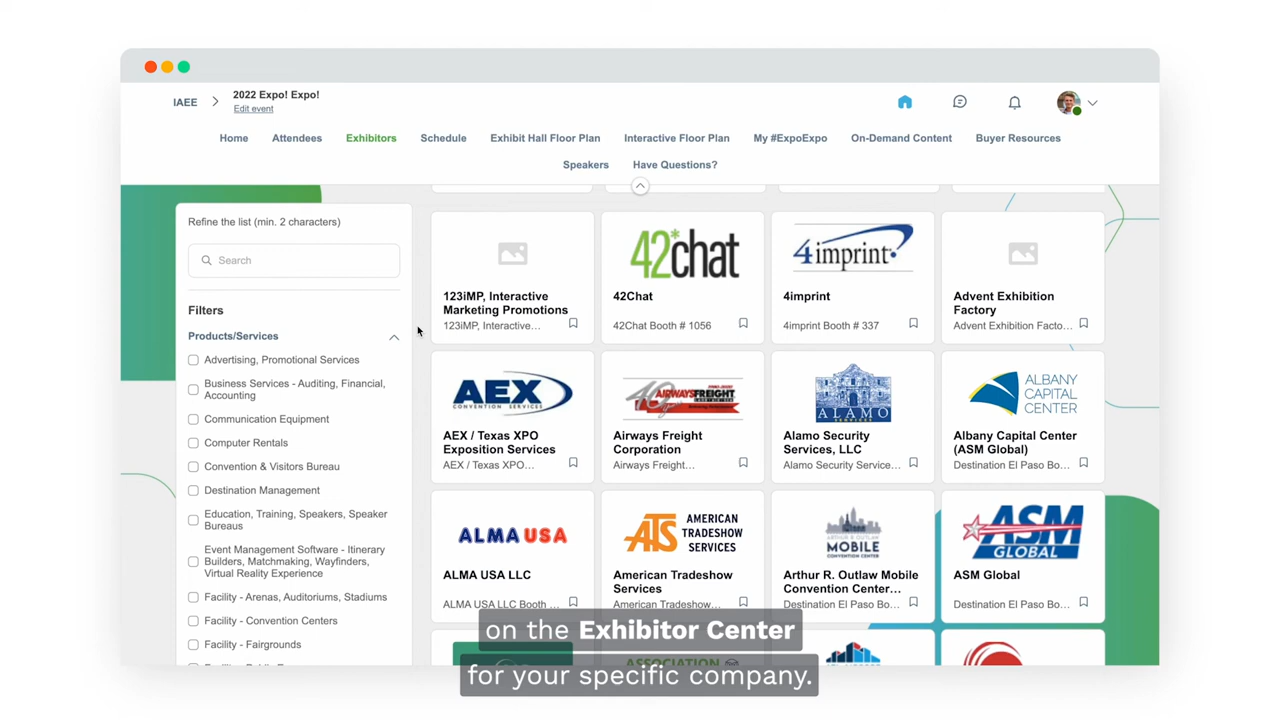 IAEE
2022 Expo! Expo!
Edit event
Home
Attendees
Exhibitors
Schedule
Exhibit Hall Floor Plan
Interactive Floor Plan
My #ExpoExpo
On-Demand Content
Buyer Resources
Speakers
Have Questions?
Refine the list (min. 2 characters)
Search
Filters
Products/Services
Advertising, Promotional Services
Business Services - Auditing, Financial,
Accounting
Communication Equipment
Computer Rentals
Convention & Visitors Bureau
Destination Management
Education, Training, Speakers, Speaker
Bureaus
Event Management Software - Itinerary
Builders, Matchmaking, Wayfinders,
Virtual Reality Experience
Facility - Arenas, Auditoriums, Stadiums
Facility - Convention Centers
Facility - Fairgrounds
123iMP, Interactive
Marketing Promotions
123iMP, Interactive...
42*chat
42Chat
42Chat Booth # 1056
4imprint
4imprint
4imprint Booth # 337
Advent Exhibition
Factory
Advent Exhibition Facto...
AEX
CONVENTION SERVICES
AEX / Texas XPO
Exposition Services
AEX / Texas XPO...
AIRWAYS FREIGHT
Airways Freight
Corporation
Airways Freight...
ALAMO
SERVICES
Alamo Security
Services, LLC
Alamo Security Service...
ALBANY
CAPITAL
CENTER
Albany Capital Center
(ASM Global)
Destination El Paso Bo...
ALMA USA
ALMA USA LLC
ALMA USA LLC Booth ...
ATS
AMERICAN
TRADESHOW
SERVICES
American Tradeshow
Services
American Tradeshow...
ARTHUR R. OUTLAW
MOBILE
CONVENTION CENTER
Arthur R. Outlaw Mobile
Convention Center...
Destination El Paso Bo...
ASM
GLOBAL
ASM Global
Destination El Paso Bo...
ASSOCIATION
on the Exhibitor Center
for your specific company.